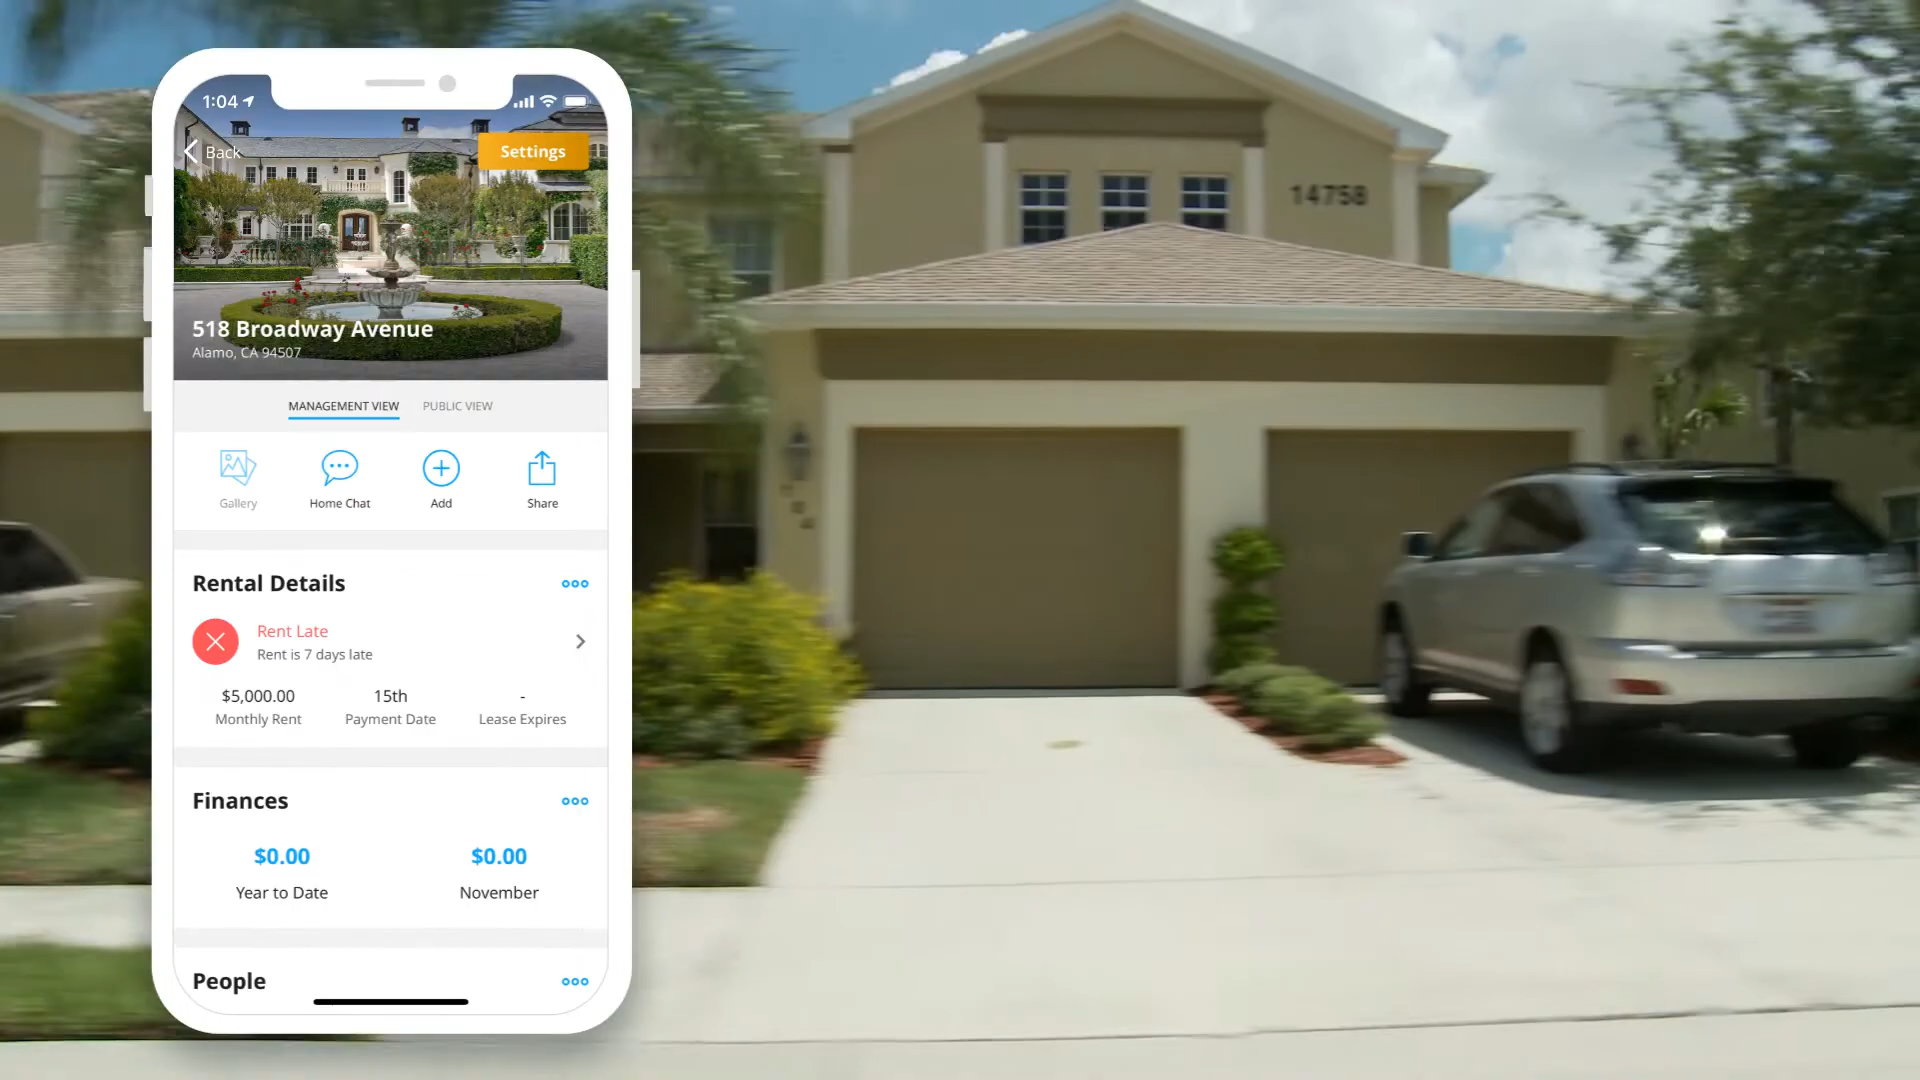 1:04
Back
Settings
518 Broadway Avenue
Alamo, CA 94507
MANAGEMENT VIEW PUBLIC VIEW
Gallery Home Chat Add Share
Rental Details
Rent Late
Rent is 7 days late
$5,000.00 15th -
Monthly Rent Payment Date Lease Expires
Finances
$0.00 $0.00
Year to Date November
People
14758